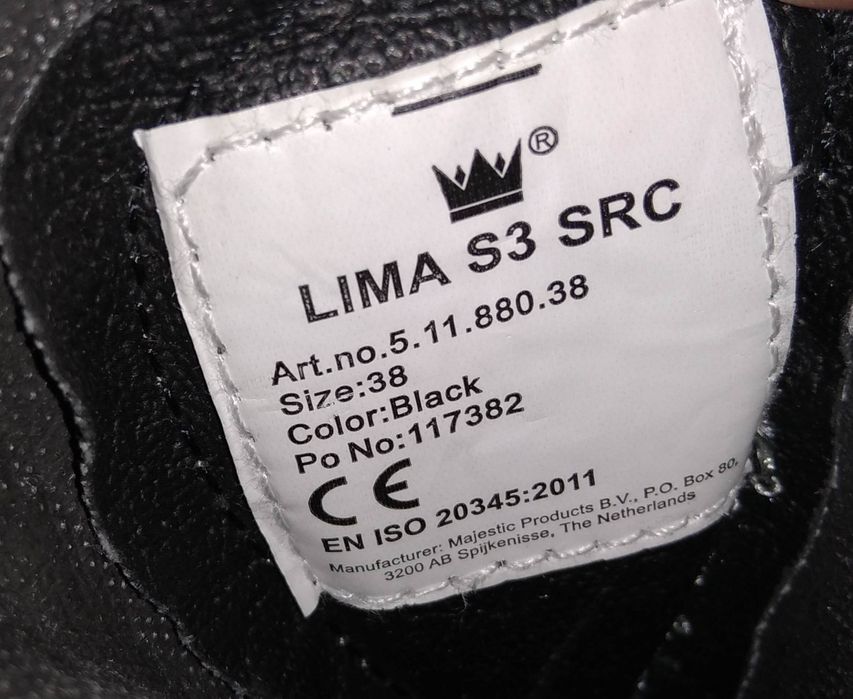 ®
LIMA S3 SRC
Art.no.5.11.880.38
Size:38
Color:Black
Po No:117382
CE
EN ISO 20345:2011
Manufacturer: Majestic Products B.V., P.O. Box 80,
3200 AB Spijkenisse, The Netherlands